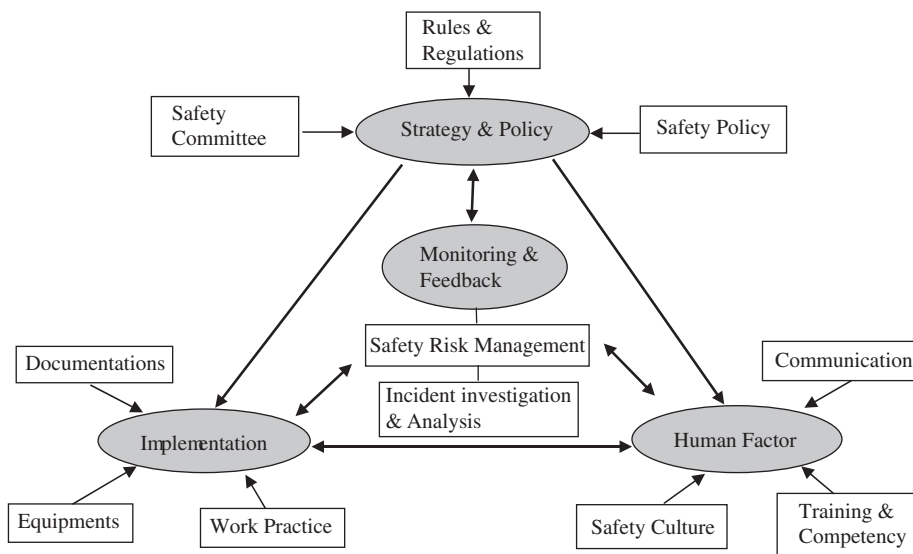 Rules &
Regulations
Safety
Committee
Strategy & Policy
Safety Policy
Monitoring &
Feedback
Safety Risk Management
Documentations
Communication
Incident investigation
& Analysis
Implementation
Human Factor
Equipments
Work Practice
Safety Culture
Training &
Competency